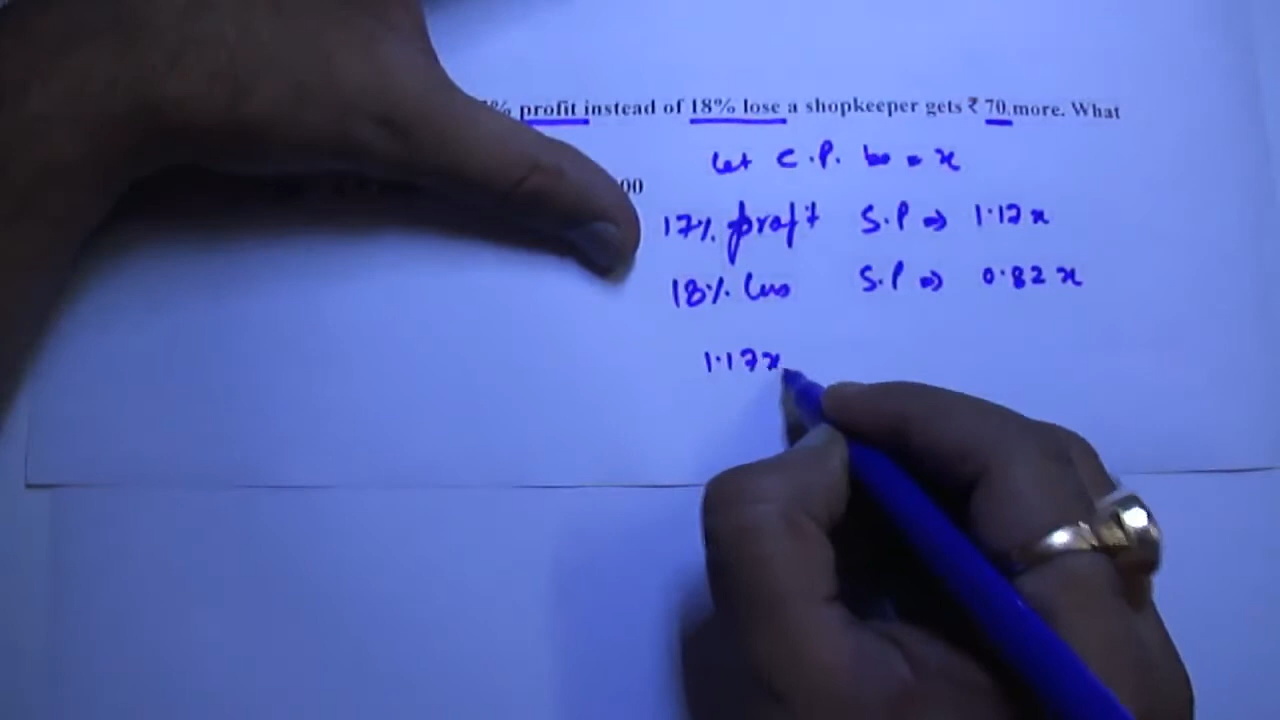 % profit instead of 18% lose a shopkeeper gets ₹ 70 more. What
Let C.P. be = x
00
17% profit S.P ⇒ 1.17x
18% Loss S.P ⇒ 0.82x
1.17x